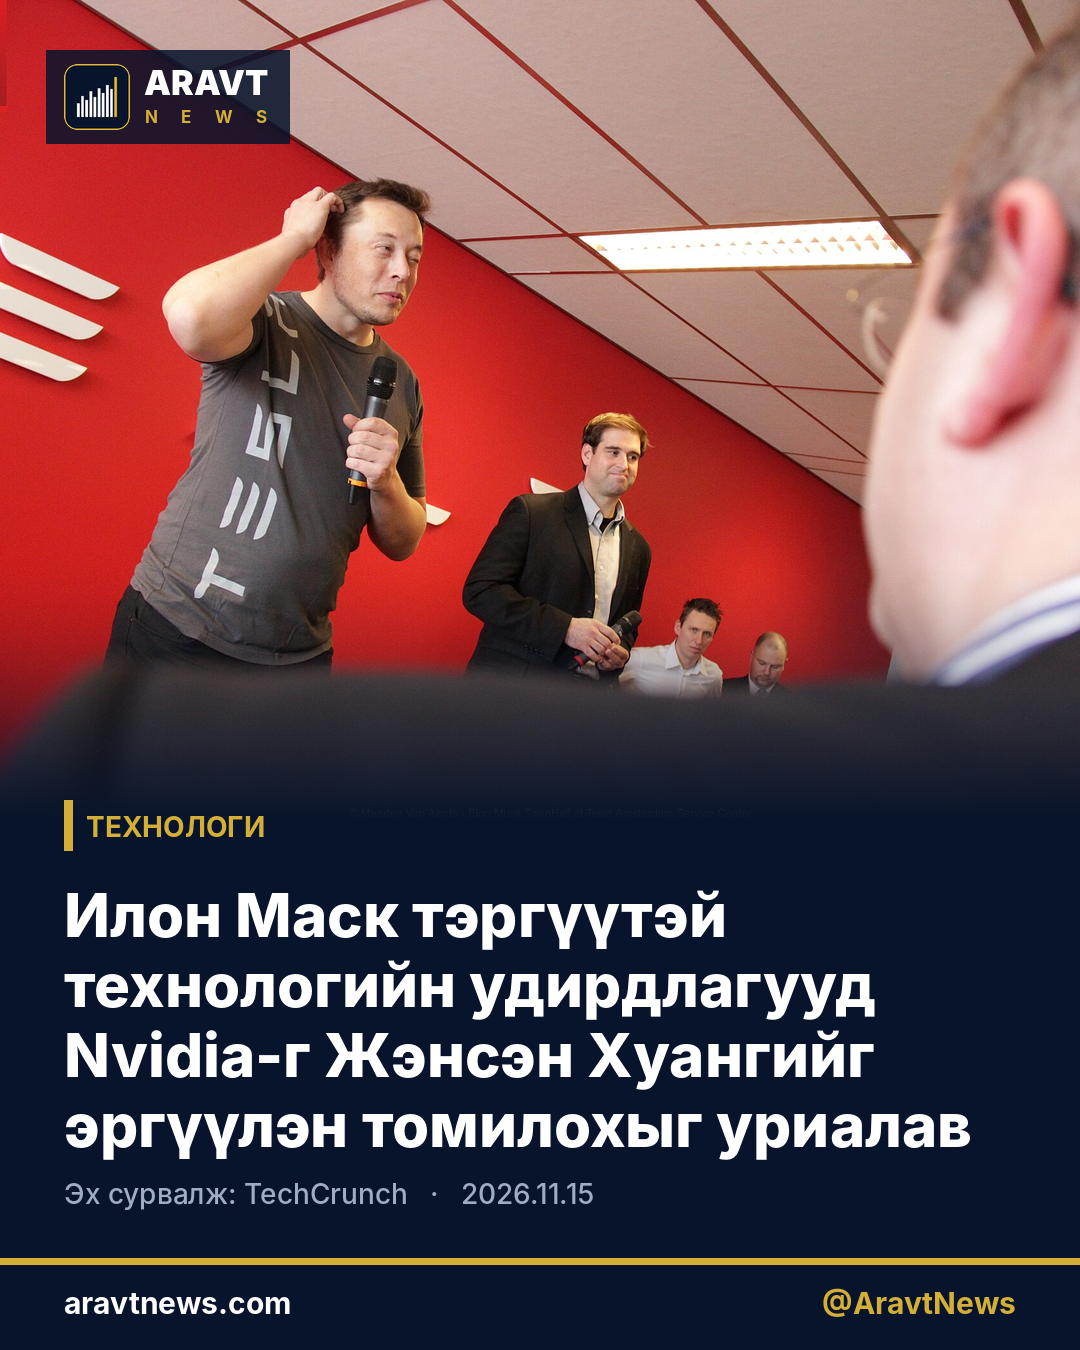 ARAVT
NEWS
TESLA
ТЕХНОЛОГИ
Илон Маск тэргүүтэй
технологийн удирдлагууд
Nvidia-г Жэнсэн Хуангийг
эргүүлэн томилохыг уриалав
Эх сурвалж: TechCrunch · 2026.11.15
aravtnews.com
@AravtNews